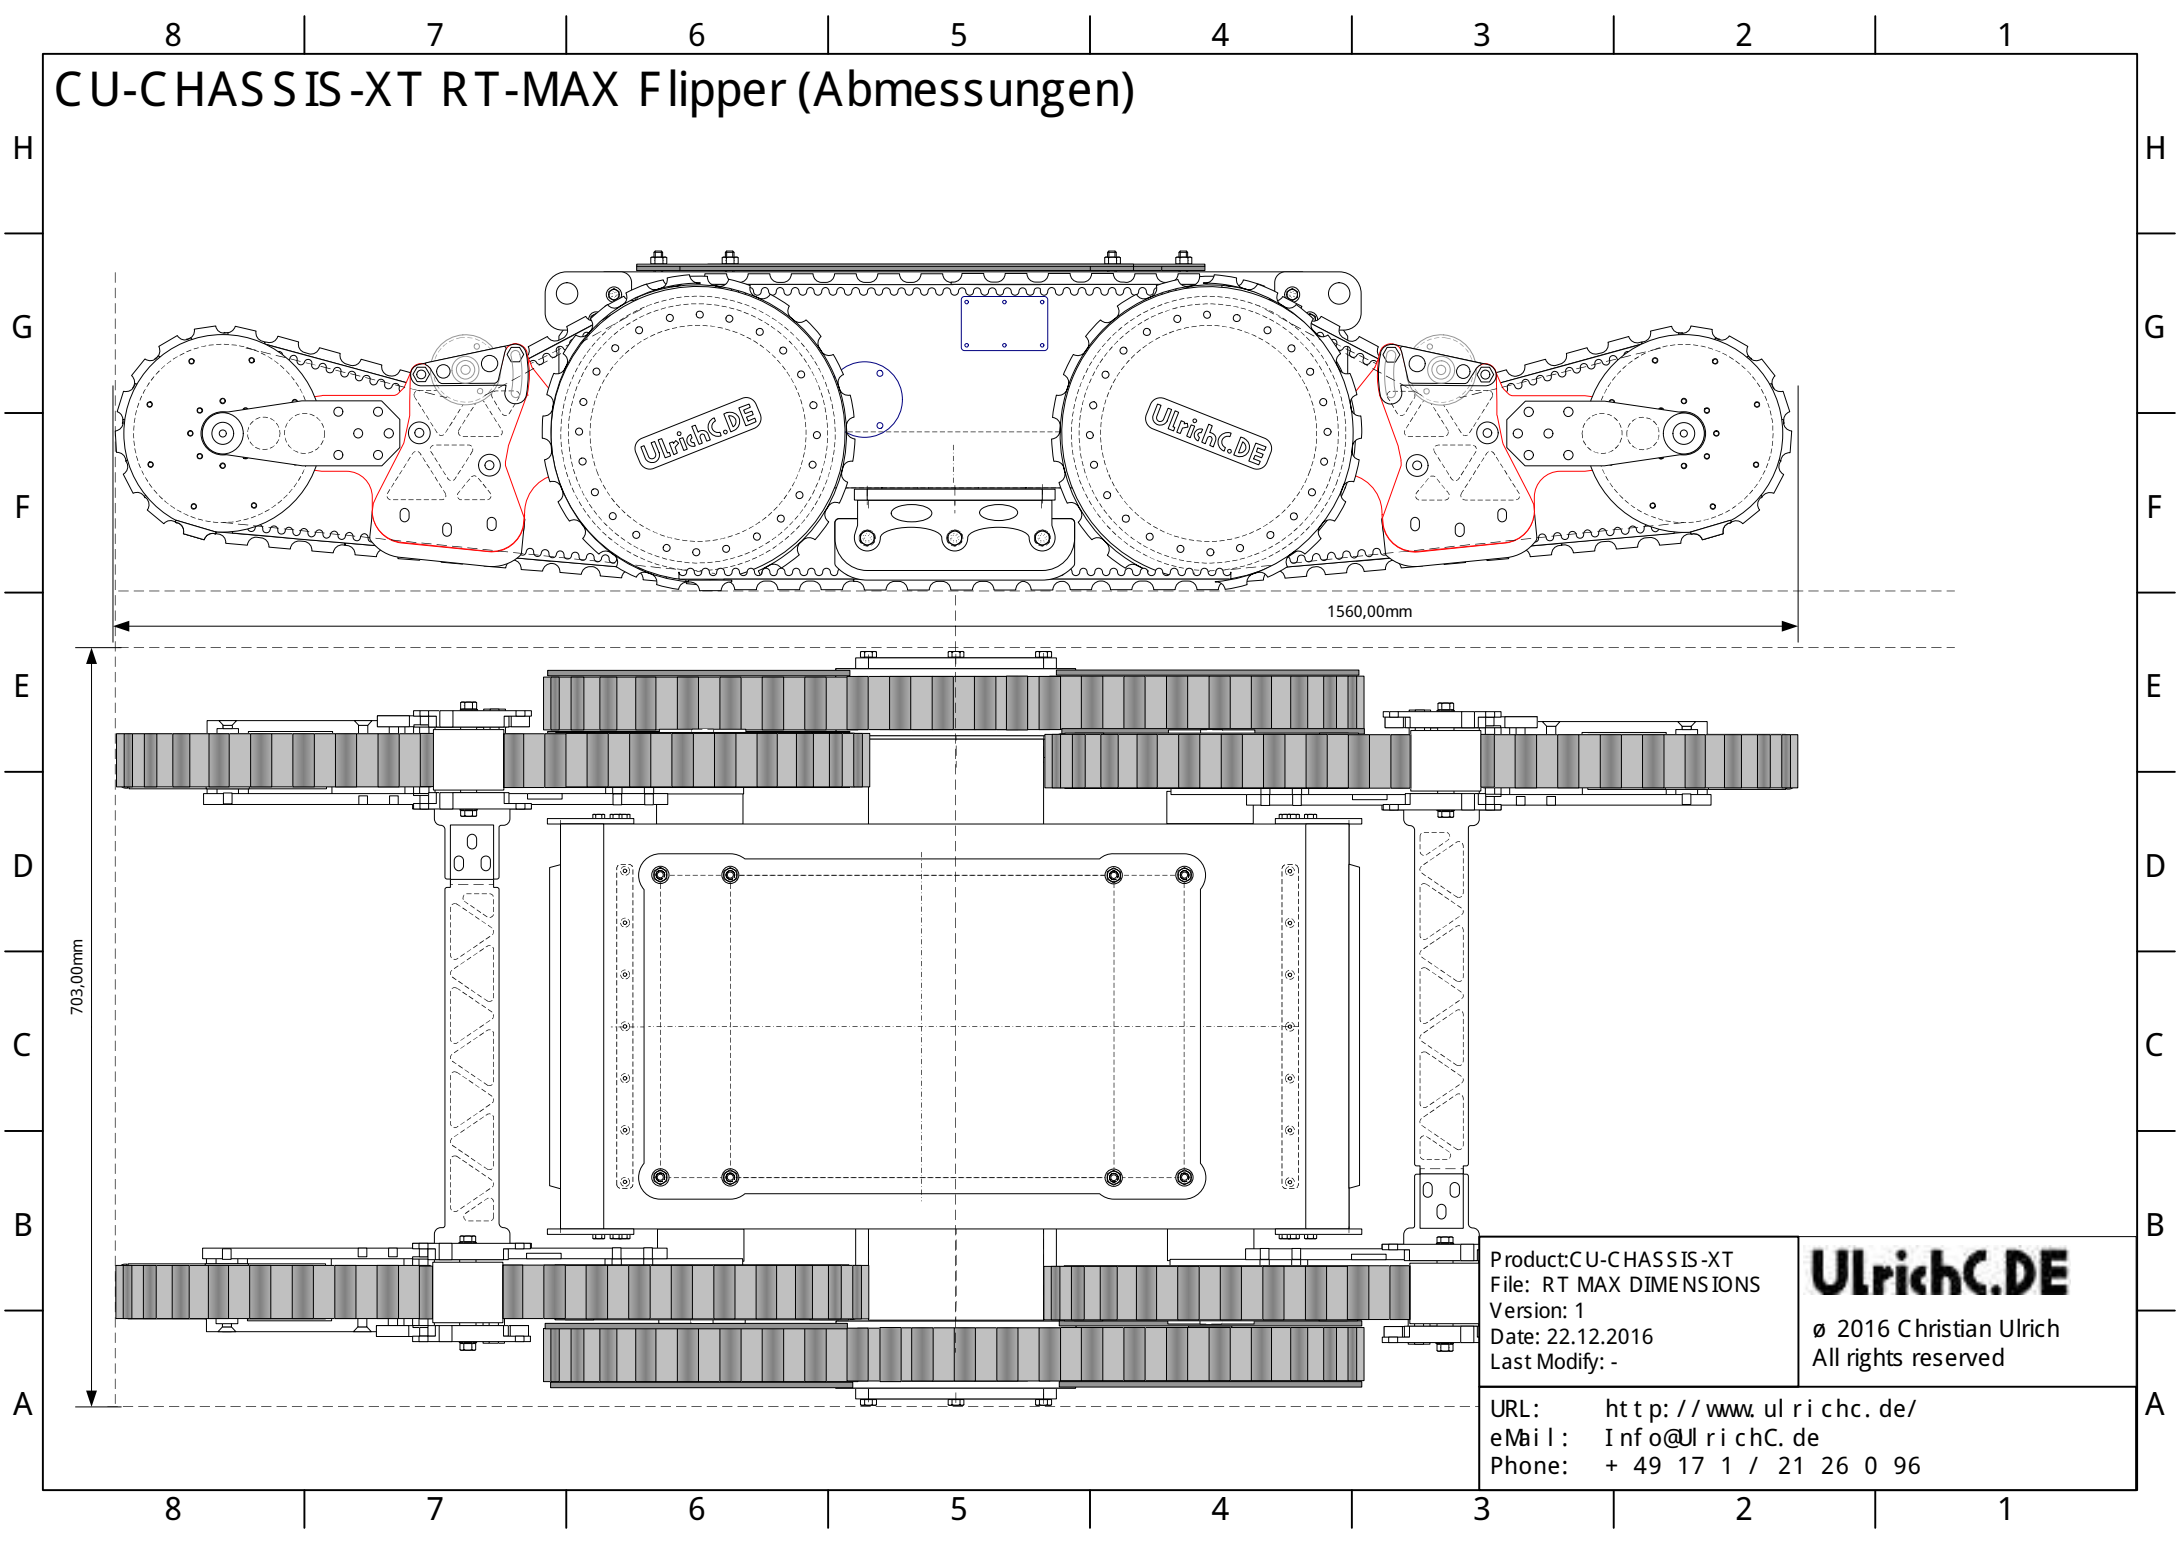 8 7 6 5 4 3 2 1
CU-CHASSIS-XT RT-MAX Flipper (Abmessungen)
H H
G G
UlrichC.DE UlrichC.DE
F F
1560,00mm
E E
D D
703,00mm
C C
B B
Product:CU-CHASSIS-XT
File: RT MAX DIMENSIONS
Version: 1
Date: 22.12.2016
Last Modify: -
UlrichC.DE
ø 2016 Christian Ulrich
All rights reserved
A A
URL: http://www.ulrichc.de/
eMail: Info@UlrichC.de
Phone: + 49 17 1 / 21 26 0 96
8 7 6 5 4 3 2 1